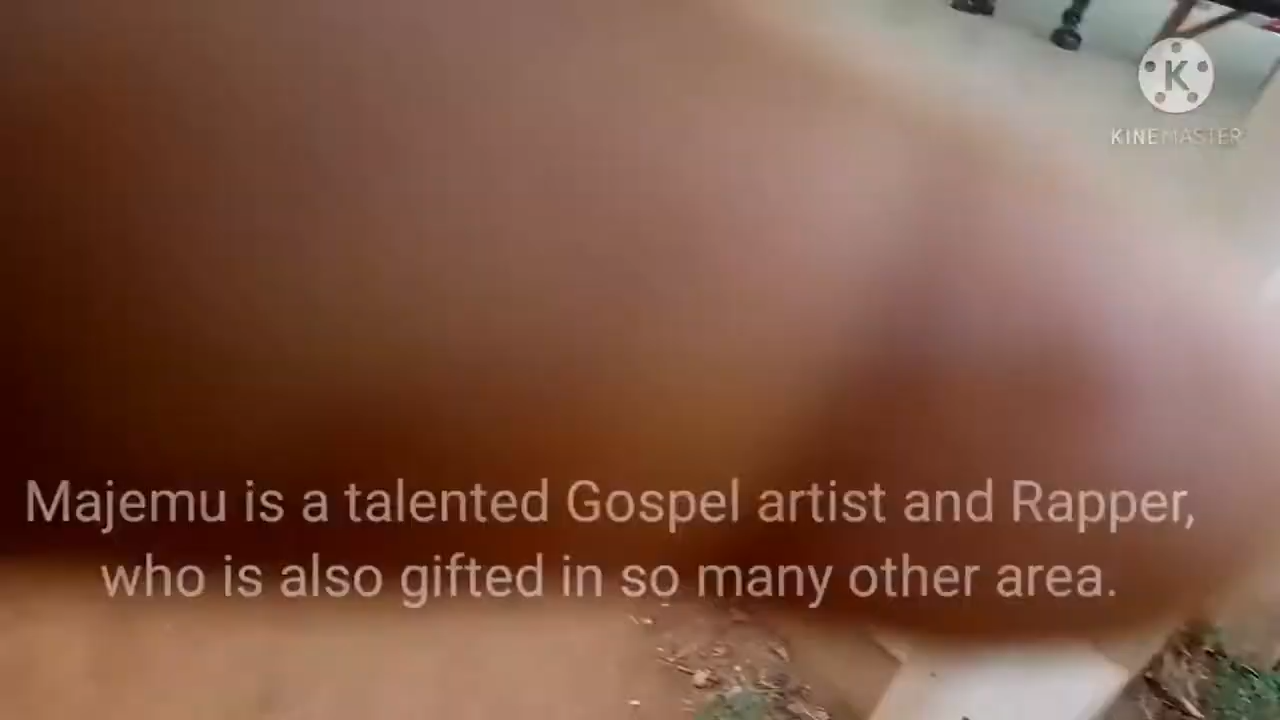 K
KINEMASTER
Majemu is a talented Gospel artist and Rapper,
who is also gifted in so many other area.